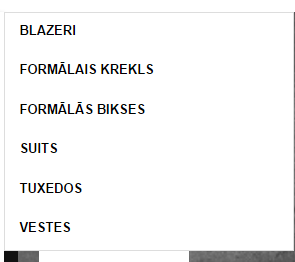 BLAZERI
FORMĀLAIS KREKLS
FORMĀLĀS BIKSES
SUITS
TUXEDOS
VESTES